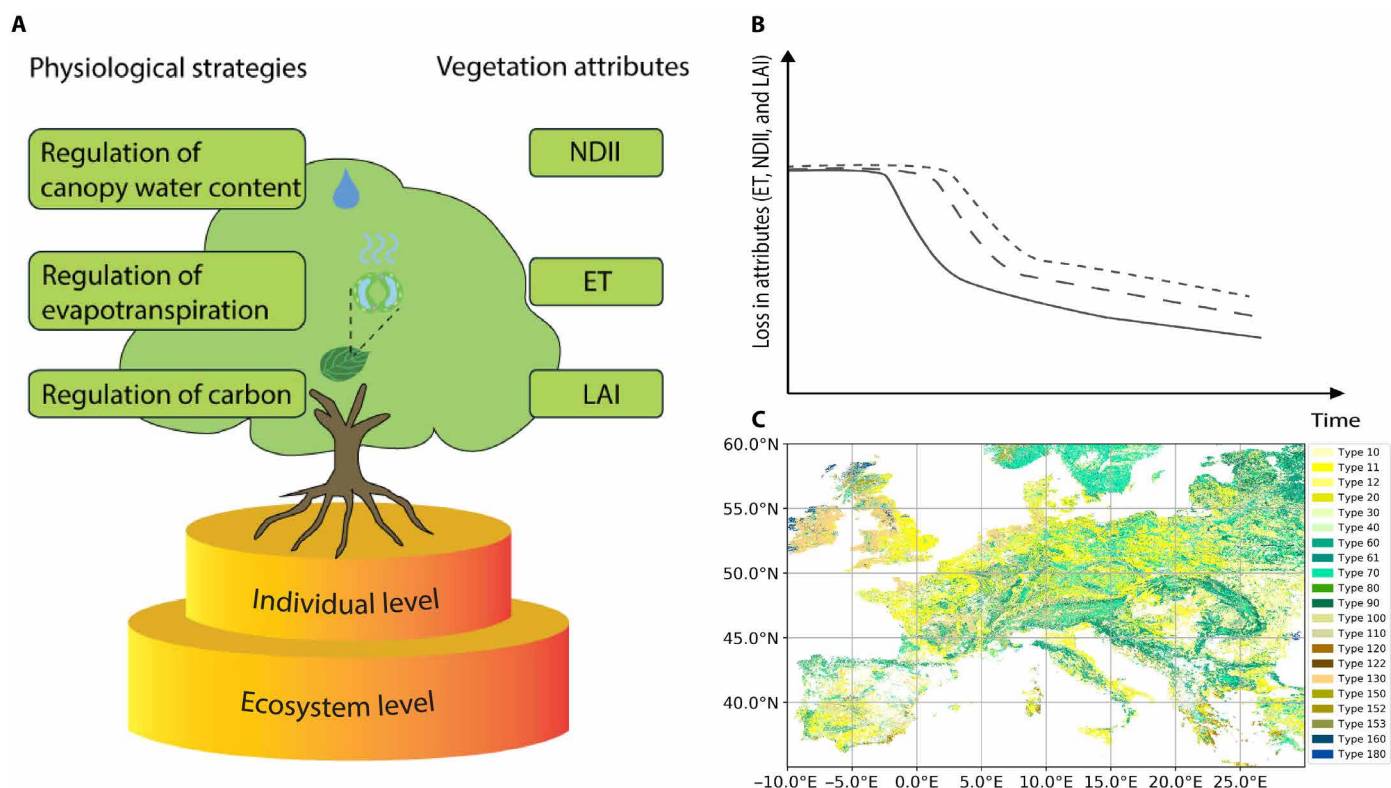 A
Physiological strategies
Vegetation attributes
Regulation of
canopy water content
NDII
Regulation of
evapotranspiration
ET
Regulation of carbon
LAI
Individual level
Ecosystem level
B
Loss in attributes (ET, NDII, and LAI)
Time
C
60.0°N
55.0°N
50.0°N
45.0°N
40.0°N
−10.0°E
−5.0°E
0.0°E
5.0°E
10.0°E
15.0°E
20.0°E
25.0°E
Type 10
Type 11
Type 12
Type 20
Type 30
Type 40
Type 60
Type 61
Type 70
Type 80
Type 90
Type 100
Type 110
Type 120
Type 122
Type 130
Type 150
Type 152
Type 153
Type 160
Type 180